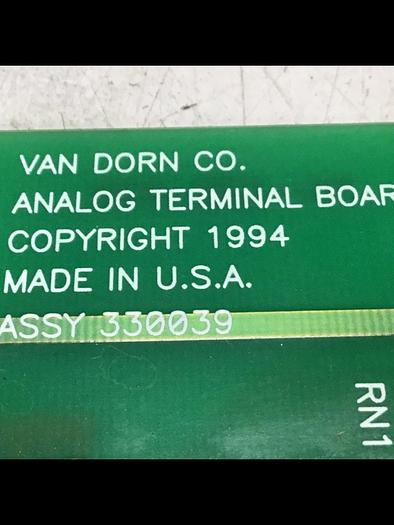 VAN DORN CO.
ANALOG TERMINAL BOAR
COPYRIGHT 1994
MADE IN U.S.A.
ASSY 330039
RN1